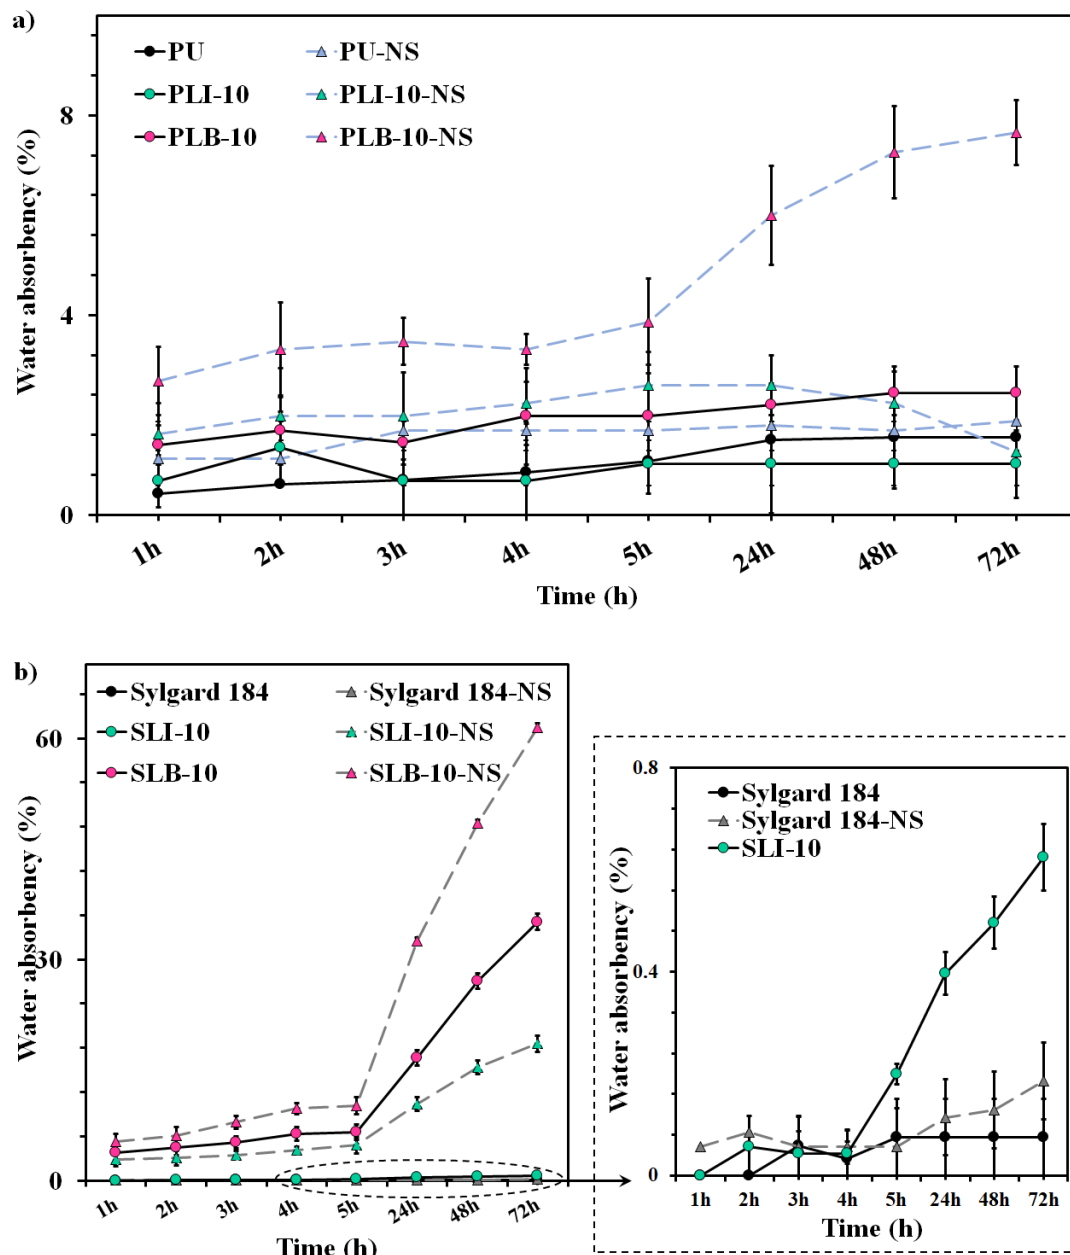 a)
PU
PU-NS
PLI-10
PLI-10-NS
PLB-10
PLB-10-NS
Water absorbency (%)
8
4
0
1h 2h 3h 4h 5h 24h 48h 72h
Time (h)
b)
Sylgard 184
Sylgard 184-NS
SLI-10
SLI-10-NS
SLB-10
SLB-10-NS
Water absorbency (%)
60
30
0
1h 2h 3h 4h 5h 24h 48h 72h
Time (h)
Sylgard 184
Sylgard 184-NS
SLI-10
Water absorbency (%)
0.8
0.4
0
1h 2h 3h 4h 5h 24h 48h 72h
Time (h)